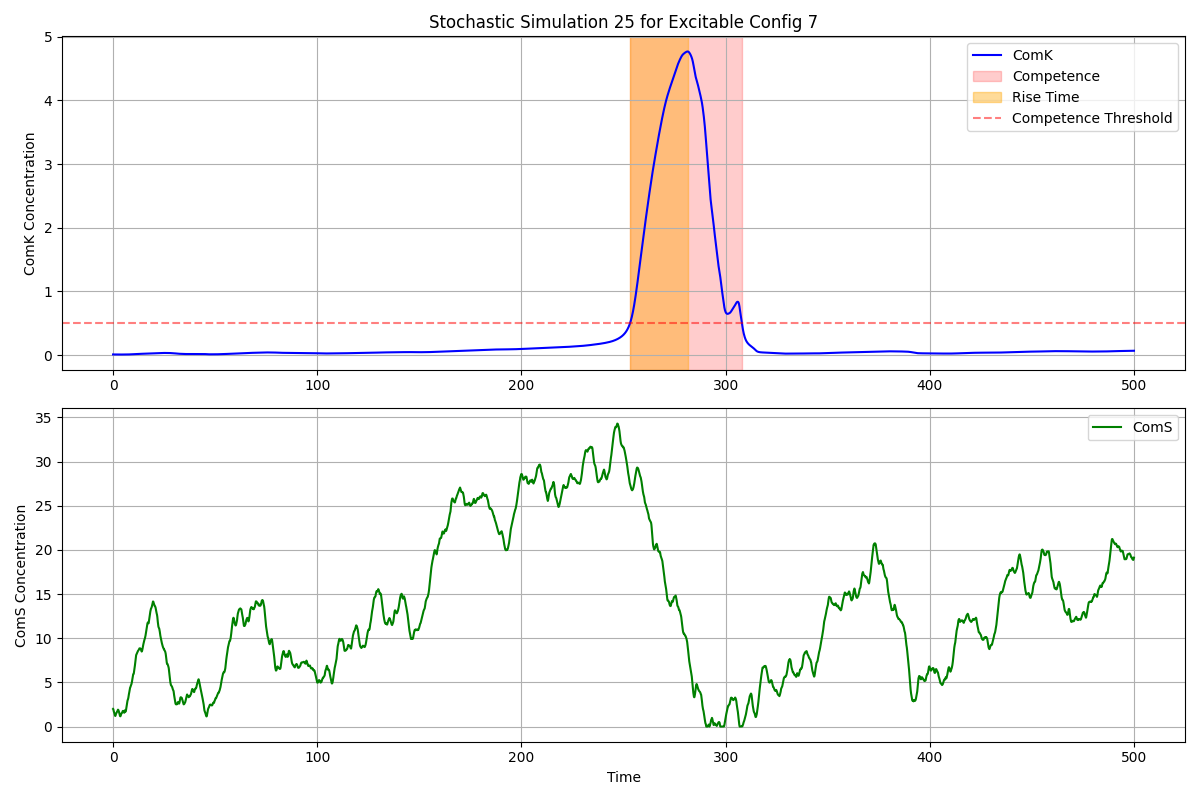 Stochastic Simulation 25 for Excitable Config 7
ComK Concentration
5
4
3
2
1
0
ComK
Competence
Rise Time
Competence Threshold
0 100 200 300 400 500
ComS Concentration
35
30
25
20
15
10
5
0
ComS
0 100 200 300 400 500
Time